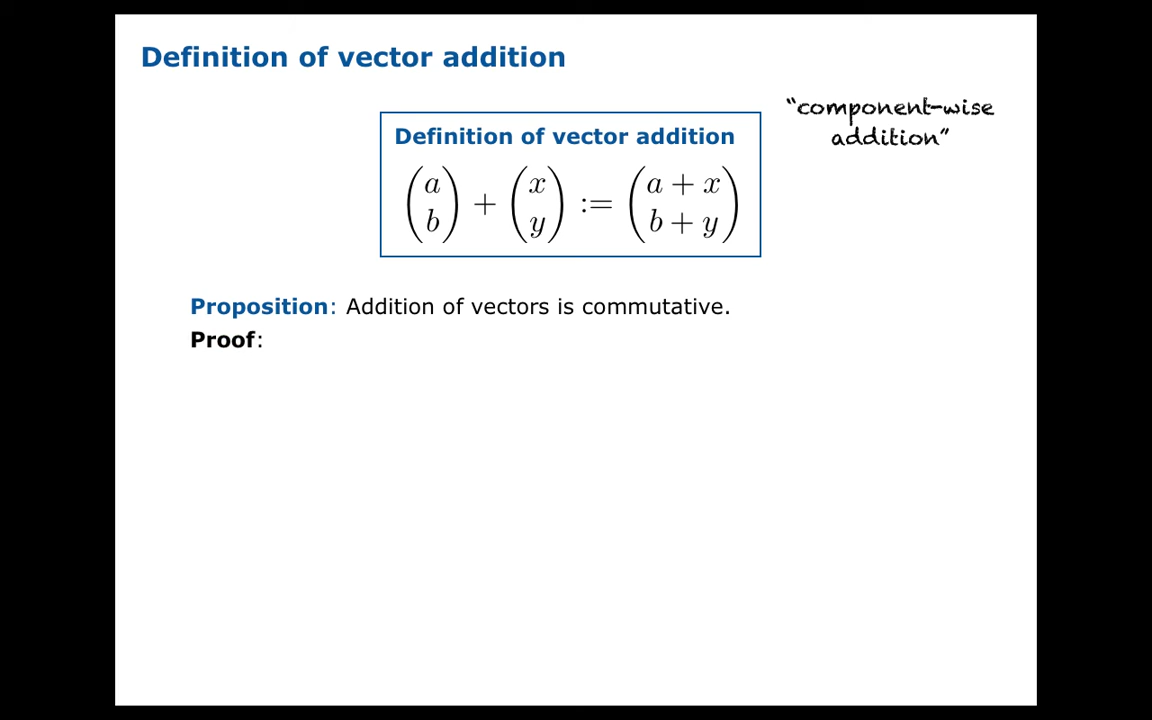 Definition of vector addition
"component-wise
addition"
Definition of vector addition
(a b) + (x y) := (a + x b + y)
Proposition: Addition of vectors is commutative.
Proof: